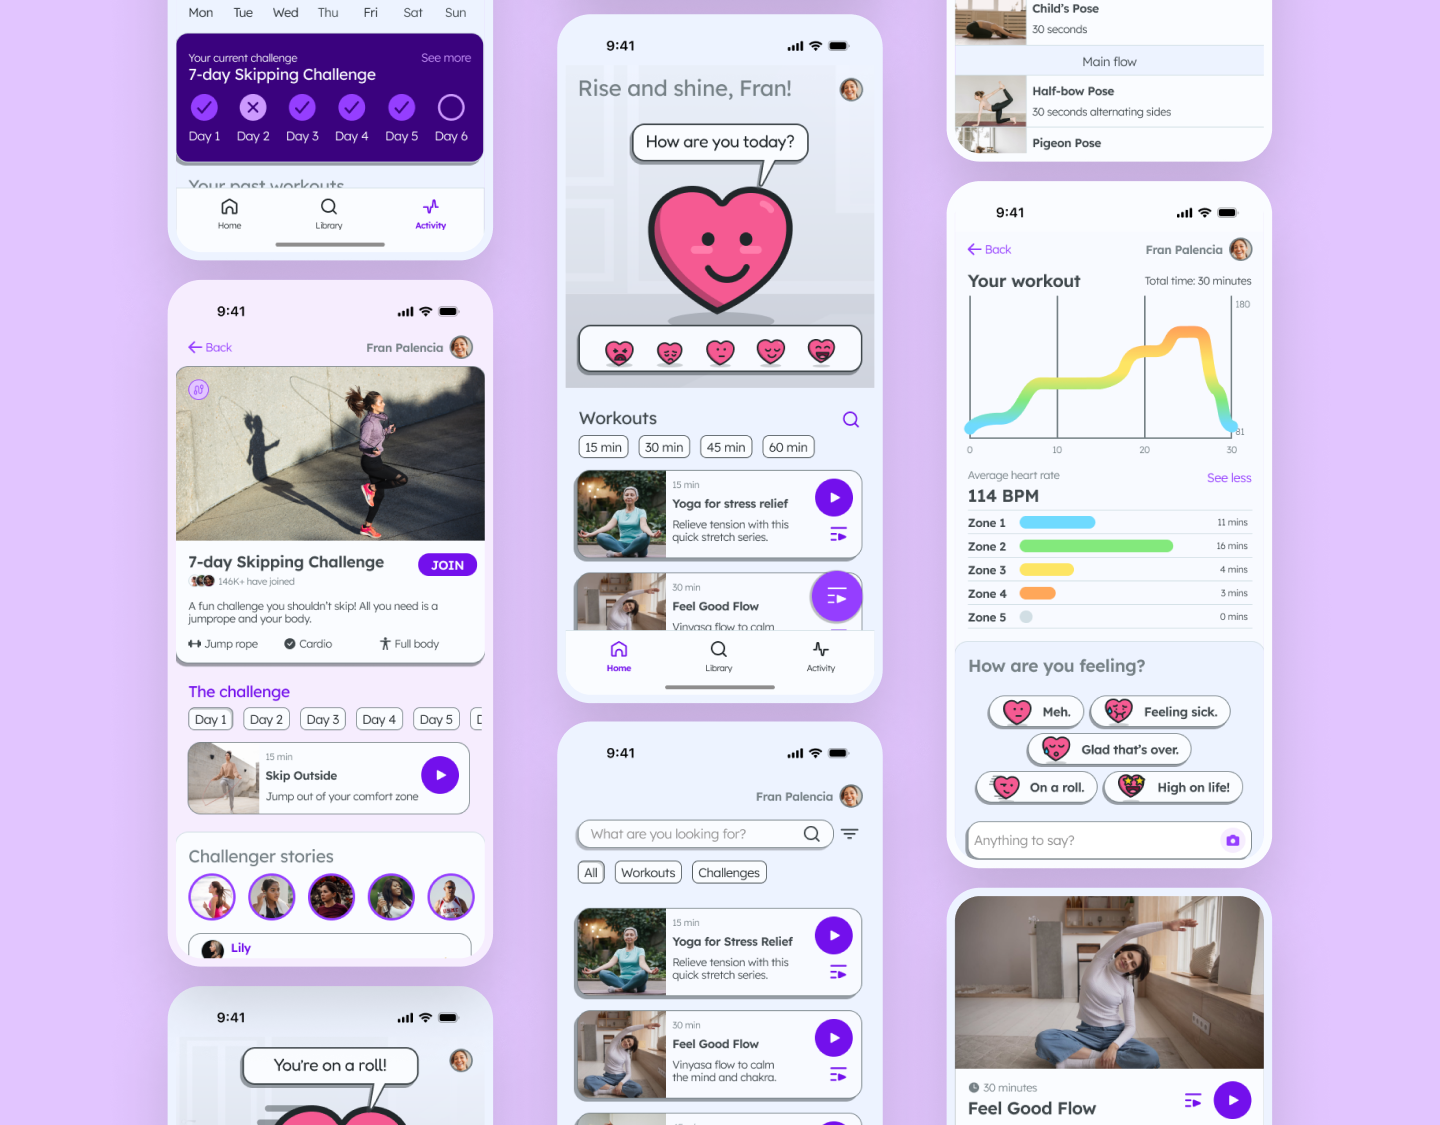 Mon Tue Wed Thu Fri Sat Sun
Your current challenge
See more
7-day Skipping Challenge
Day 1 Day 2 Day 3 Day 4 Day 5 Day 6
Your past workouts
Home Library Activity
9:41
Back
Fran Palencia
7-day Skipping Challenge
JOIN
146K+ have joined
A fun challenge you shouldn't skip! All you need is a
jumprope and your body.
Jump rope Cardio Full body
The challenge
Day 1 Day 2 Day 3 Day 4 Day 5
15 min
Skip Outside
Jump out of your comfort zone
Challenger stories
Lily
9:41
You're on a roll!
9:41
Rise and shine, Fran!
How are you today?
Workouts
15 min 30 min 45 min 60 min
15 min
Yoga for stress relief
Relieve tension with this
quick stretch series.
30 min
Feel Good Flow
Vinyasa flow to calm
Home Library Activity
9:41
Fran Palencia
What are you looking for?
All Workouts Challenges
15 min
Yoga for Stress Relief
Relieve tension with this
quick stretch series.
30 min
Feel Good Flow
Vinyasa flow to calm
the mind and chakra.
Child's Pose
30 seconds
Main flow
Half-bow Pose
30 seconds alternating sides
Pigeon Pose
9:41
Back
Fran Palencia
Your workout
Total time: 30 minutes
180
81
0 10 20 30
Average heart rate
See less
114 BPM
Zone 1 11 mins
Zone 2 16 mins
Zone 3 4 mins
Zone 4 3 mins
Zone 5 0 mins
How are you feeling?
Meh. Feeling sick.
Glad that's over.
On a roll. High on life!
Anything to say?
30 minutes
Feel Good Flow